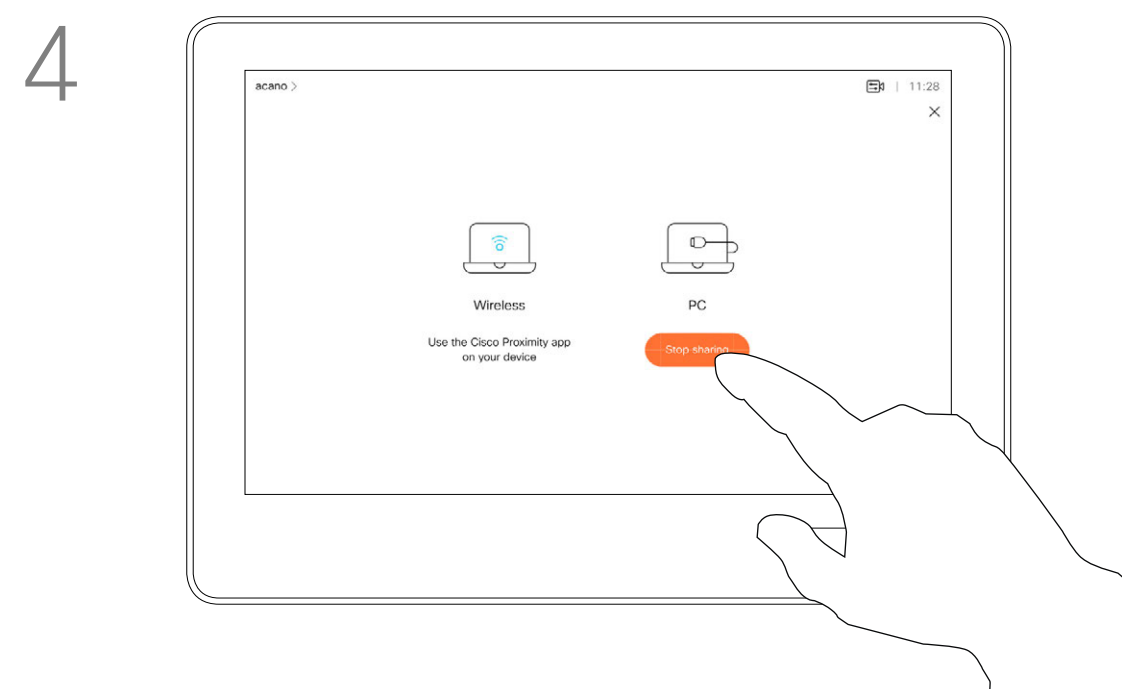 4
acano >
11:28
Wireless
PC
Use the Cisco Proximity app
on your device
Stop sharing